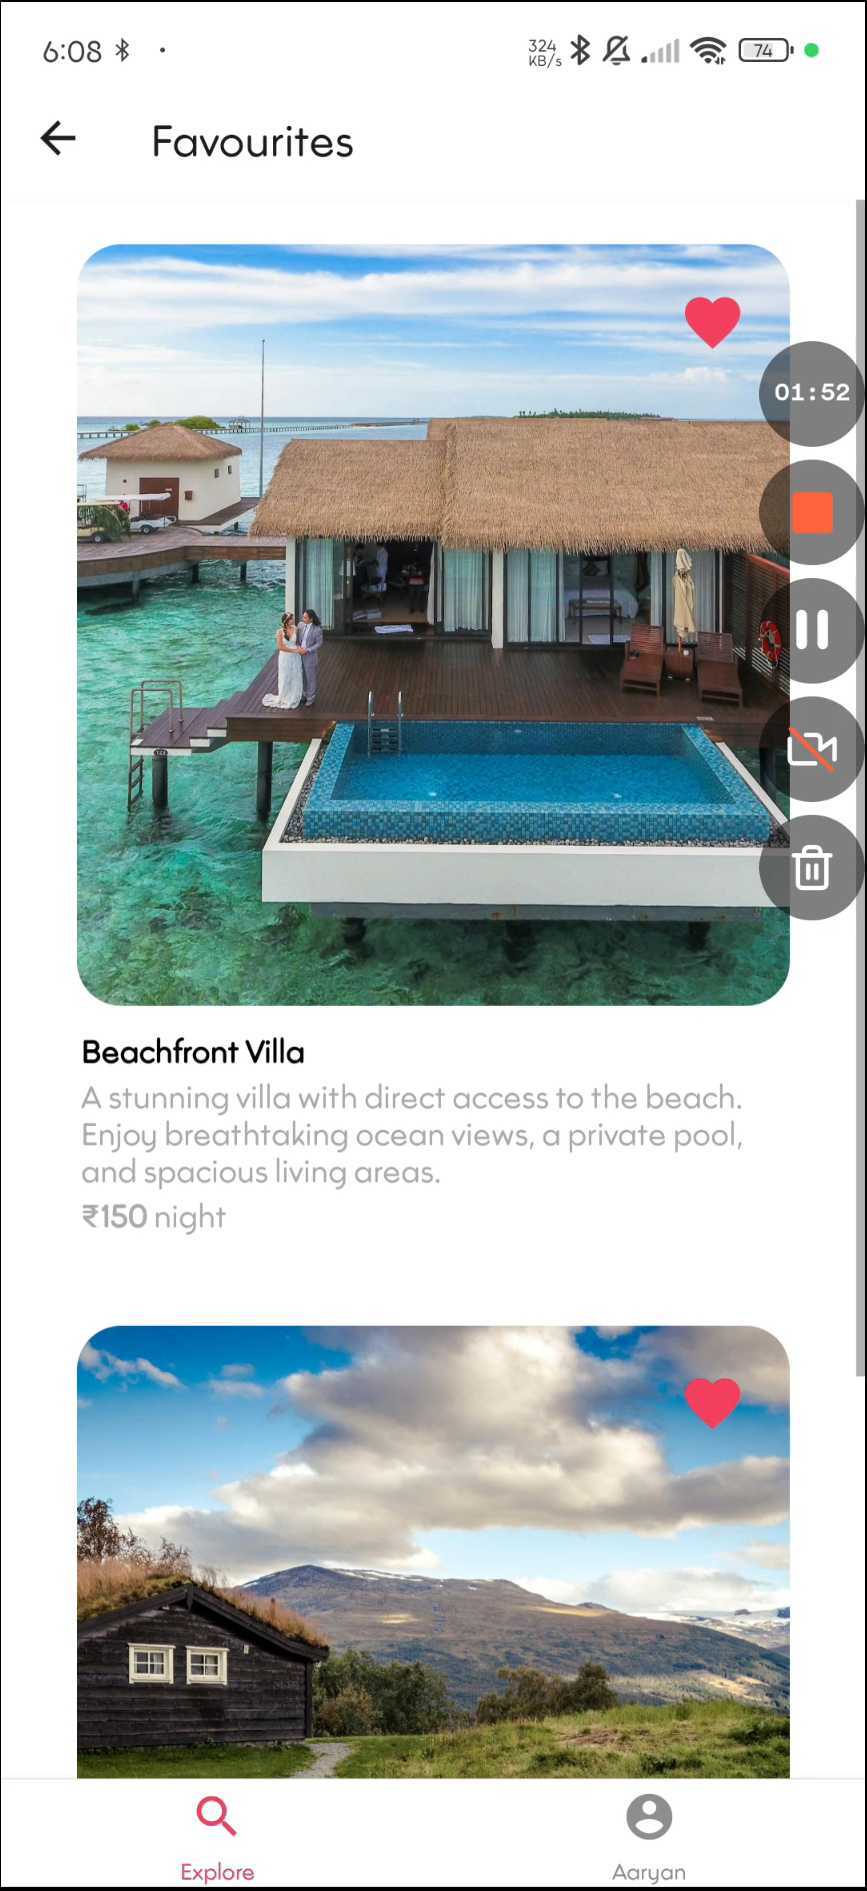 6:08
324
KB/s
74
Favourites
01:52
Beachfront Villa
A stunning villa with direct access to the beach.
Enjoy breathtaking ocean views, a private pool,
and spacious living areas.
₹150 night
Explore
Aaryan